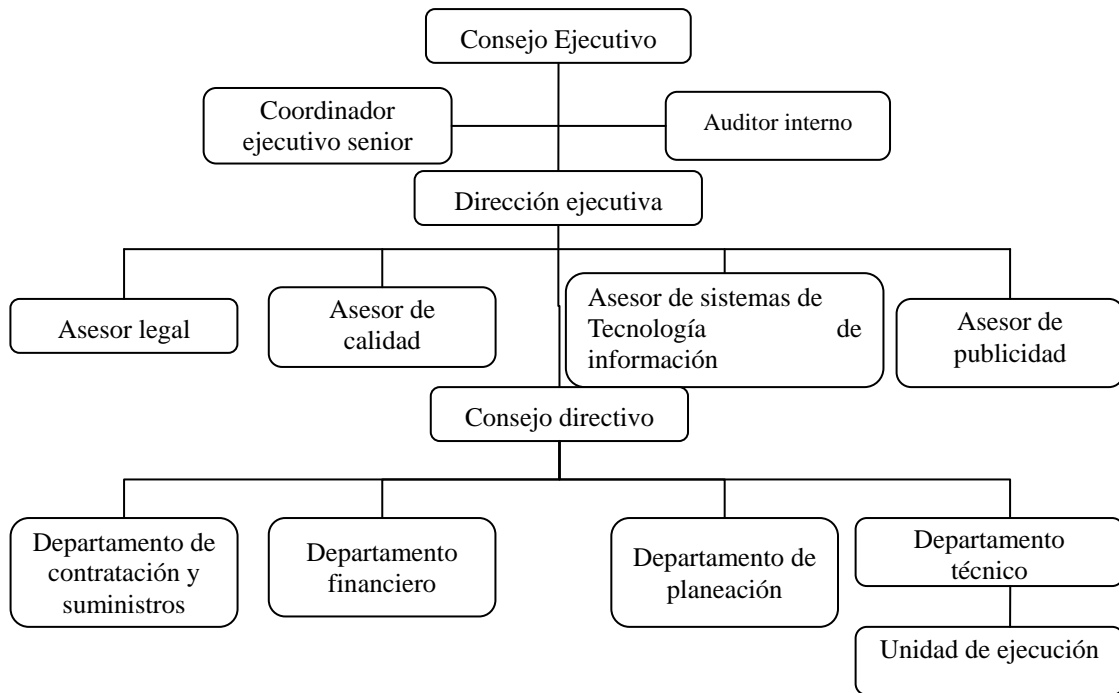 Consejo Ejecutivo
Coordinador
ejecutivo senior
Auditor interno
Dirección ejecutiva
Asesor legal
Asesor de
calidad
Asesor de sistemas de
Tecnología de
información
Asesor de
publicidad
Consejo directivo
Departamento de
contratación y
suministros
Departamento
financiero
Departamento de
planeación
Departamento
técnico
Unidad de ejecución